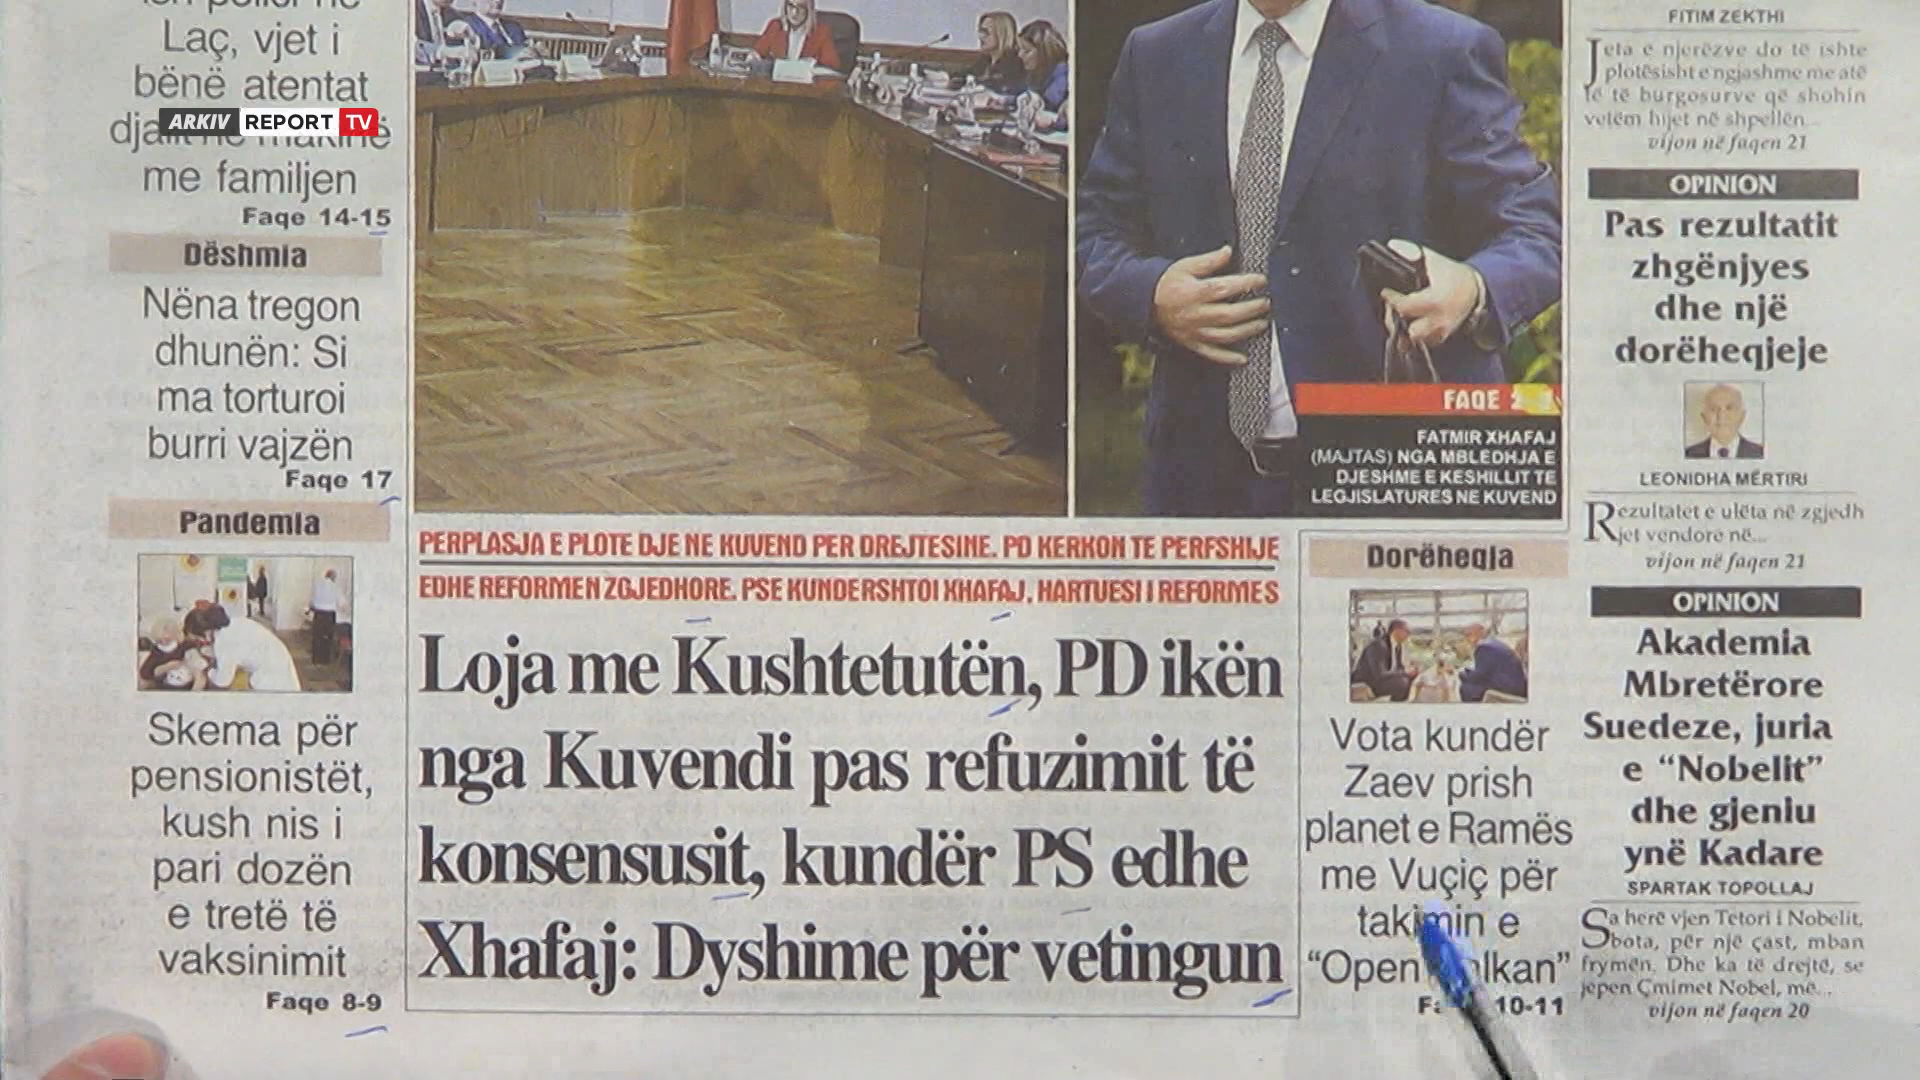 Laç, vjet i
bënë atentat
me familjen
Faqe 14-15
ARKIV REPORT TV
Dëshmia
Nëna tregon
dhunën: Si
ma torturoi
burri vajzën
Faqe 17
Pandemia
Skema për
pensionistët,
kush nis i
pari dozën
e tretë të
vaksinimit
Faqe 8-9
FAQE
FATMIR XHAFAJ
(MAJTAS) NGA MBLEDHJA E
DJESHME E KESHILLIT TE
LEGJISLATURES NE KUVEND
PERPLASJA E PLOTE DJE NE KUVEND PER DREJTESINE. PD KERKON TE PERFSHIJE
EDHE REFORMEN ZGJEDHORE. PSE KUNDERSHTOI XHAFAJ, HARTUESI I REFORMES
Loja me Kushtetutën, PD ikën
nga Kuvendi pas refuzimit të
konsensusit, kundër PS edhe
Xhafaj: Dyshime për vetingun
Dorëheqja
Vota kundër
Zaev prish
planet e Ramës
me Vuçiç për
takimin e
“Open
10-11
FITIM ZEKTHI
Jeta e njerëzve do të ishte
plotësisht e ngjashme me atë
të të burgosurve që shohin
vetëm hijet në shpellën...
vijon në faqen 21
OPINION
Pas rezultatit
zhgënjyes
dhe një
dorëheqjeje
LEONIDHA MËRTIRI
Rezultatet e ulëta në zgjedh
jet vendore në...
vijon në faqen 21
OPINION
Akademia
Mbretërore
Suedeze, juria
e “Nobelit”
dhe gjeniu
ynë Kadare
SPARTAK TOPOLLAJ
Sa herë vjen Tetori i Nobelit,
bota, për një çast, mban
frymën. Dhe ka të drejtë, se
jepen Çmimet Nobel, më...
vijon në faqen 20